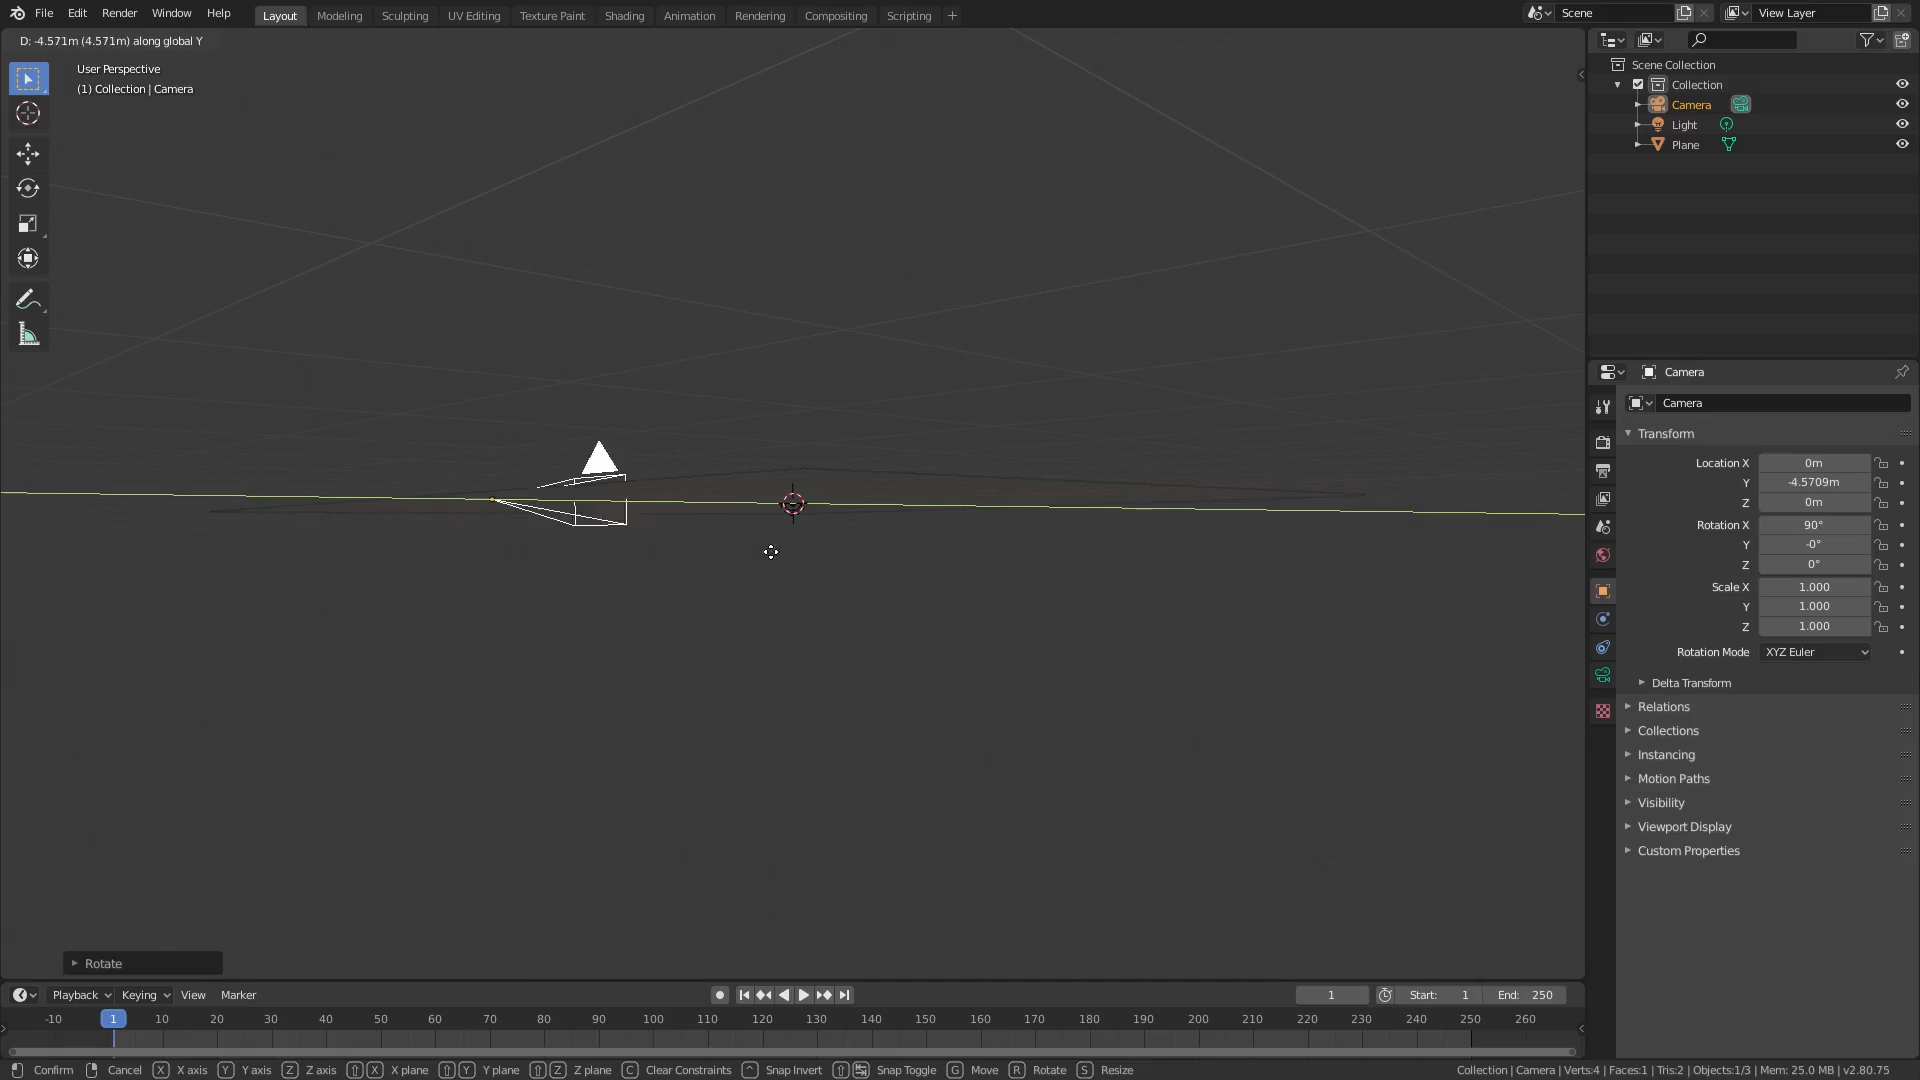 File Edit Render Window Help Layout Modeling Sculpting UV Editing Texture Paint Shading Animation Rendering Compositing Scripting + Scene View Layer
D: -4.571m (4.571m) along global Y
User Perspective
(1) Collection | Camera
Scene Collection
Collection
Camera
Light
Plane
Camera
Camera
Transform
Location X 0m
Y -4.5709m
Z 0m
Rotation X 90°
Y -0°
Z 0°
Scale X 1.000
Y 1.000
Z 1.000
Rotation Mode XYZ Euler
Delta Transform
Relations
Collections
Instancing
Motion Paths
Visibility
Viewport Display
Custom Properties
Rotate
Playback Keying View Marker 1 Start: 1 End: 250
-10 1 10 20 30 40 50 60 70 80 90 100 110 120 130 140 150 160 170 180 190 200 210 220 230 240 250 260
Confirm Cancel X X axis Y Y axis Z Z axis X X plane Y Y plane Z Z plane C Clear Constraints ^ Snap Invert Snap Toggle G Move R Rotate S Resize Collection | Camera | Verts:4 | Faces:1 | Tris:2 | Objects:1/3 | Mem: 25.0 MB | v2.80.75